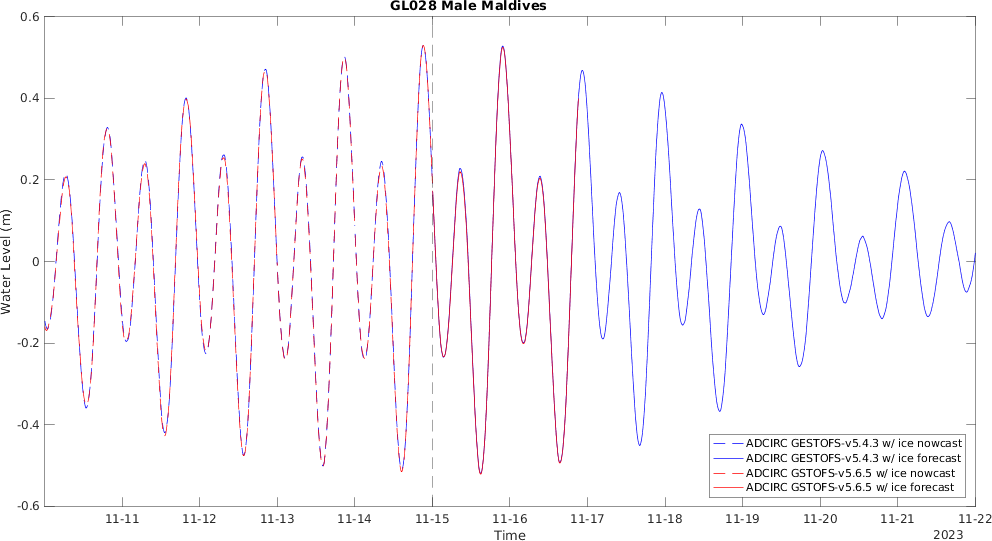 GL028 Male Maldives
0.6
0.4
0.2
0
-0.2
-0.4
-0.6
Water Level (m)
ADCIRC GESTOFS-v5.4.3 w/ ice nowcast
ADCIRC GESTOFS-v5.4.3 w/ ice forecast
ADCIRC GSTOFS-v5.6.5 w/ ice nowcast
ADCIRC GSTOFS-v5.6.5 w/ ice forecast
11-11 11-12 11-13 11-14 11-15 11-16 11-17 11-18 11-19 11-20 11-21 11-22
Time
2023